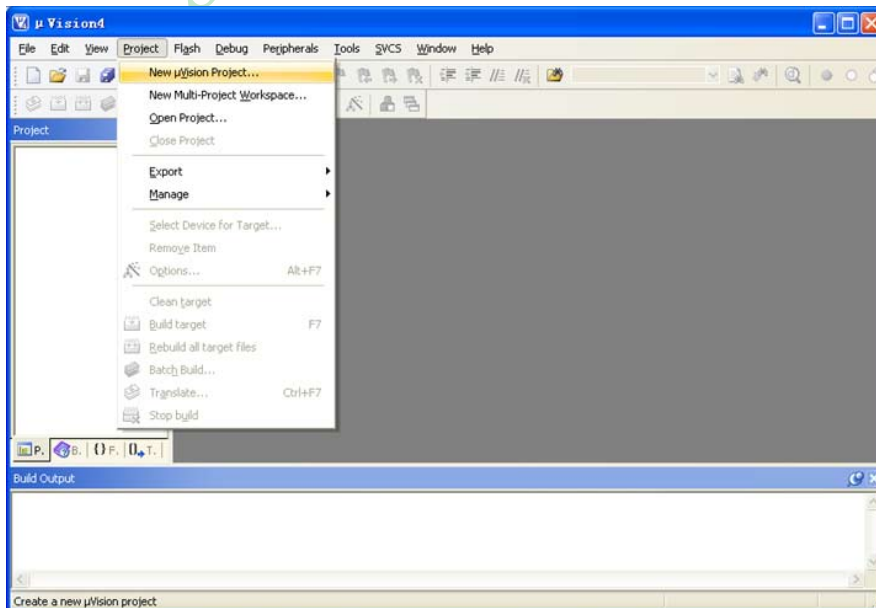 µ Vision4
File Edit View Project Flash Debug Peripherals Tools SVCS Window Help
New µVision Project...
New Multi-Project Workspace...
Open Project...
Close Project
Export
Manage
Select Device for Target...
Remove Item
Options... Alt+F7
Clean target
Build target F7
Rebuild all target files
Batch Build...
Translate... Ctrl+F7
Stop build
Project
P. B. {} F. 0 T.
Build Output
Create a new µVision project